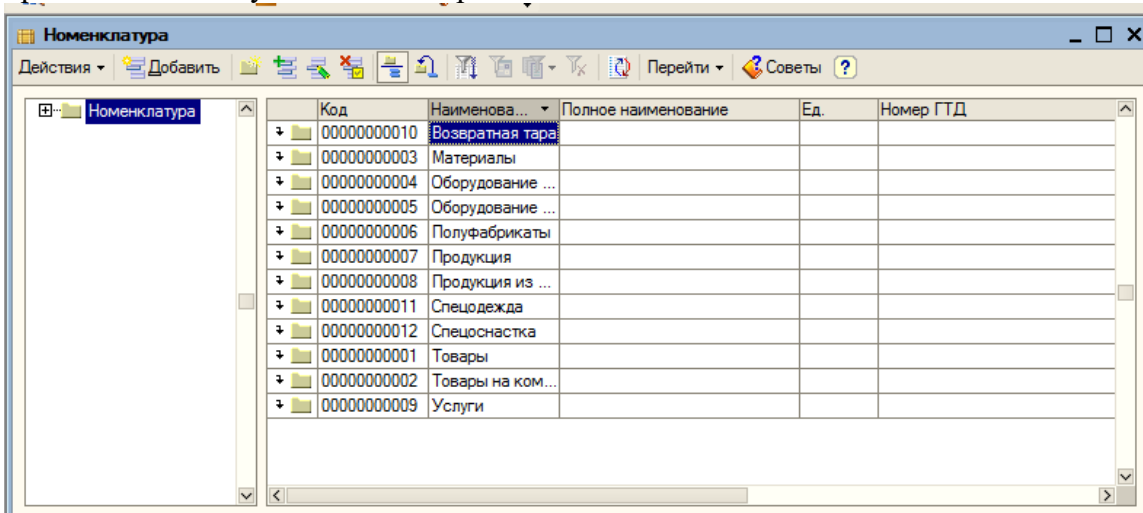 Номенклатура
Действия Добавить Перейти Советы ?
Номенклатура
Код Наименова... Полное наименование Ед. Номер ГТД
00000000010 Возвратная тара
00000000003 Материалы
00000000004 Оборудование ...
00000000005 Оборудование ...
00000000006 Полуфабрикаты
00000000007 Продукция
00000000008 Продукция из ...
00000000011 Спецодежда
00000000012 Спецоснастка
00000000001 Товары
00000000002 Товары на ком...
00000000009 Услуги